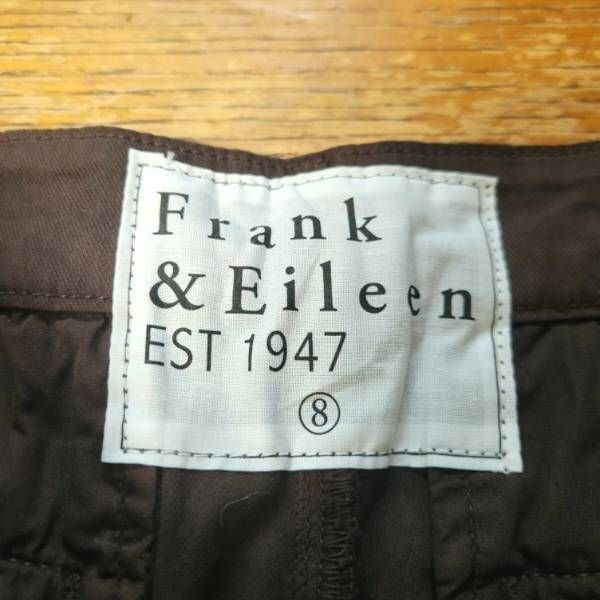 Frank
& Eileen
EST 1947
8